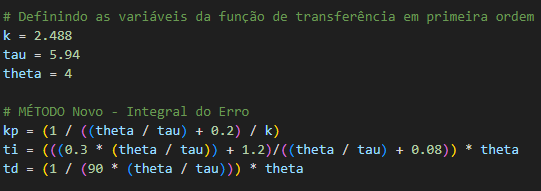 # Definindo as variáveis da função de transferência em primeira ordem
k = 2.488
tau = 5.94
theta = 4
# MÉTODO Novo - Integral do Erro
kp = (1 / ((theta / tau) + 0.2) / k)
ti = (((0.3 * (theta / tau)) + 1.2)/((theta / tau) + 0.08)) * theta
td = (1 / (90 * (theta / tau))) * theta